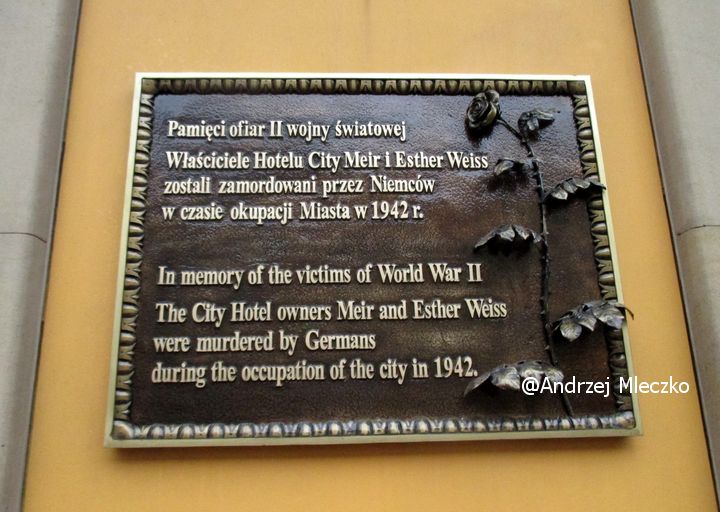 Pamięci ofiar II wojny światowej
Właściciele Hotelu City Meir i Esther Weiss
zostali zamordowani przez Niemców
w czasie okupacji Miasta w 1942 r.
In memory of the victims of World War II
The City Hotel owners Meir and Esther Weiss
were murdered by Germans
during the occupation of the city in 1942.
@Andrzej Mleczko